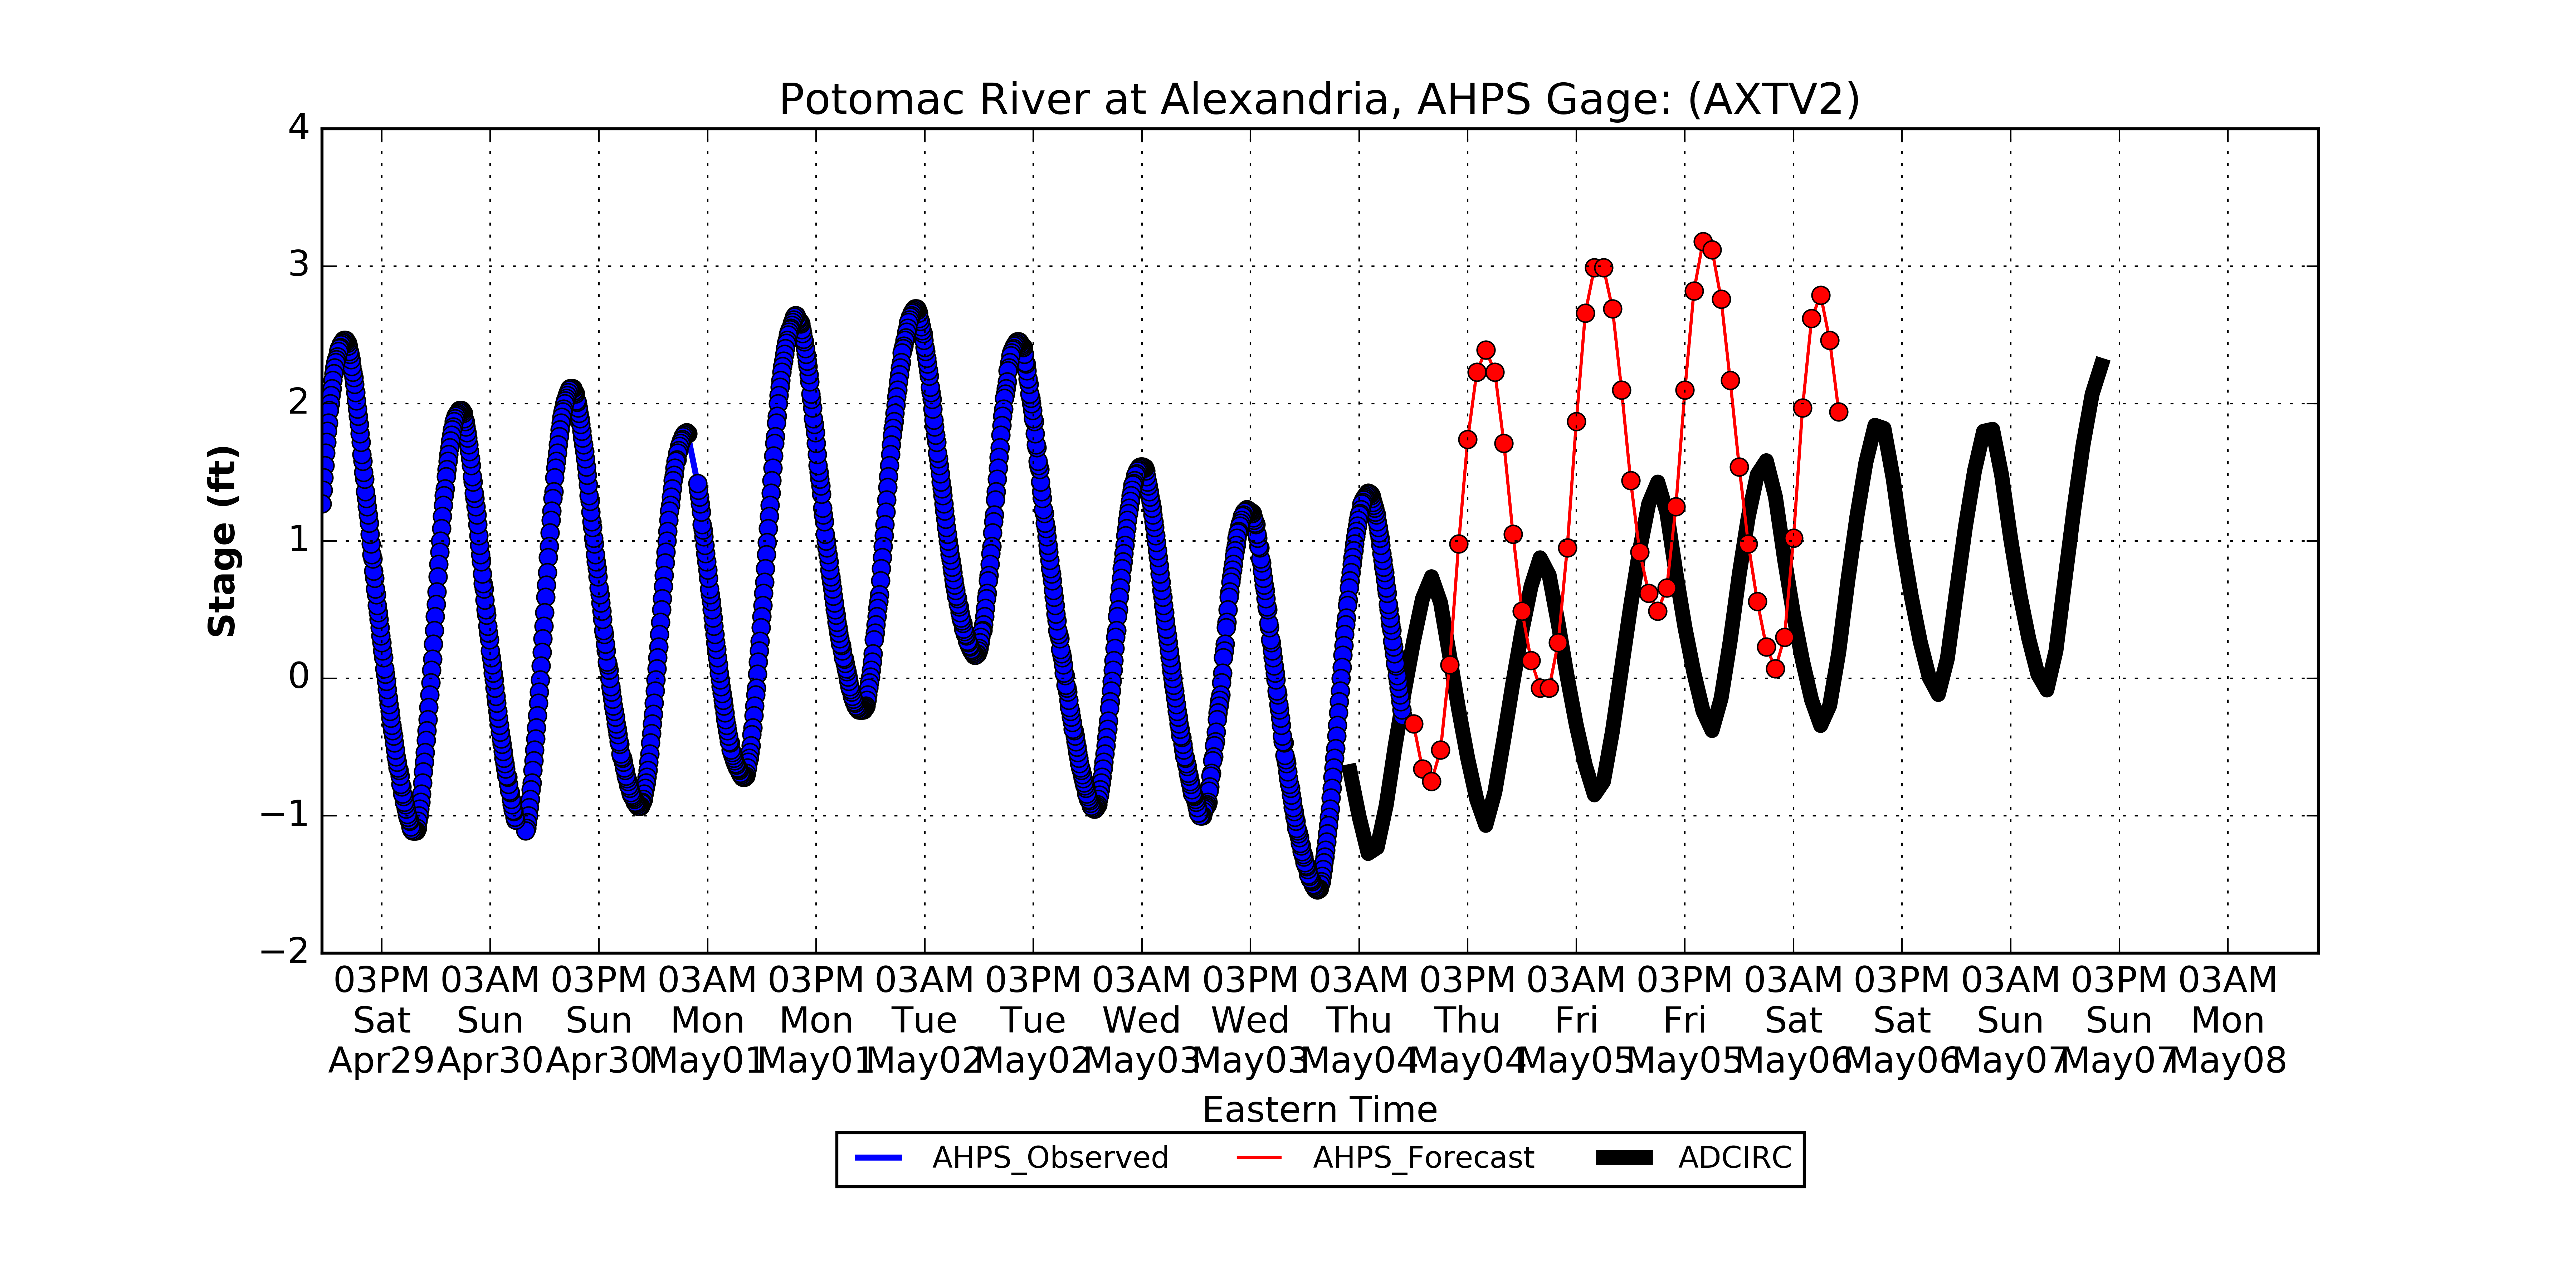 Potomac River at Alexandria, AHPS Gage: (AXTV2)
4
3
2
1
0
−1
−2
Stage (ft)
03PM 03AM 03PM 03AM 03PM 03AM 03PM 03AM 03PM 03AM 03PM 03AM 03PM 03AM 03PM 03AM 03PM 03AM
Sat Sun Sun Mon Mon Tue Tue Wed Wed Thu Thu Fri Fri Sat Sat Sun Sun Mon
Apr29 Apr30 Apr30 May01 May01 May02 May02 May03 May03 May04 May04 May05 May05 May06 May06 May07 May07 May08
Eastern Time
AHPS_Observed AHPS_Forecast ADCIRC